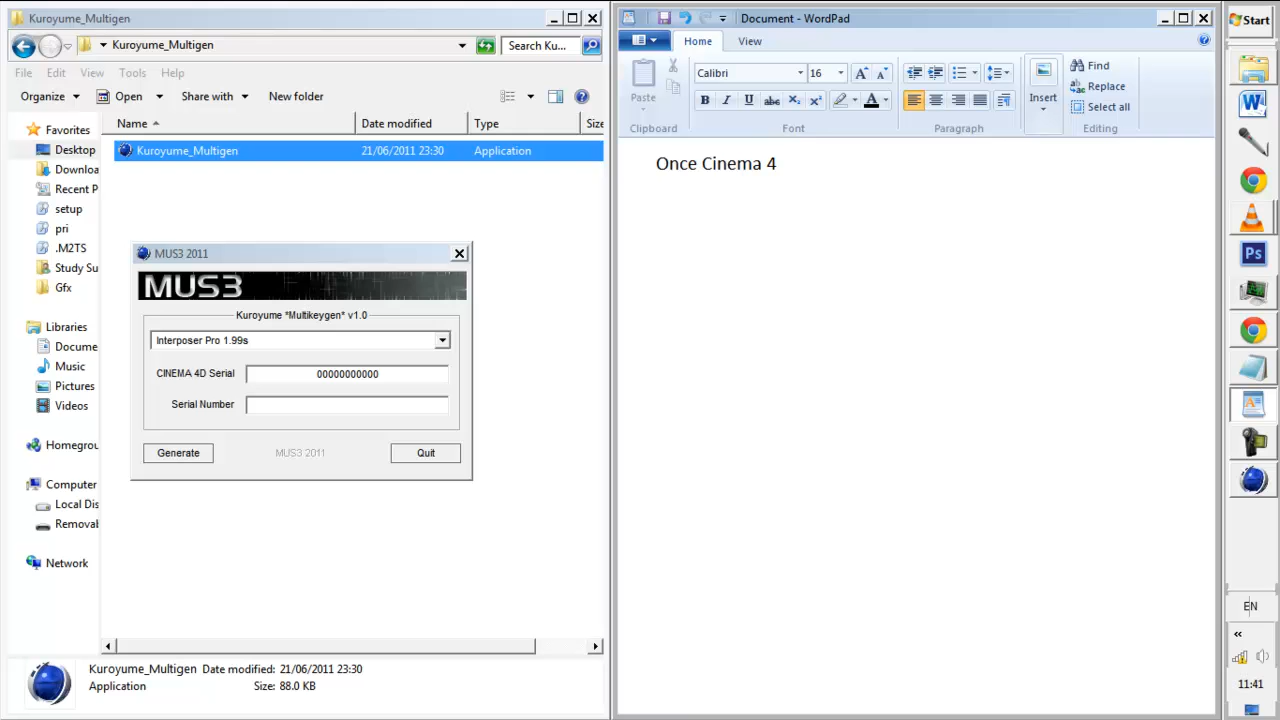 Kuroyume_Multigen
Kuroyume_Multigen
Search Ku...
File Edit View Tools Help
Organize Open Share with New folder
Name Date modified Type Size
Favorites
Desktop
Downloa
Recent P
setup
pri
.M2TS
Study Su
Gfx
Libraries
Docume
Music
Pictures
Videos
Homegrou
Computer
Local Dis
Removab
Network
Kuroyume_Multigen 21/06/2011 23:30 Application
MUS3 2011
MUS3
Kuroyume *Multikeygen* v1.0
Interposer Pro 1.99s
CINEMA 4D Serial 00000000000
Serial Number
Generate MUS3 2011 Quit
Kuroyume_Multigen Date modified: 21/06/2011 23:30
Application Size: 88.0 KB
Document - WordPad
Home View
Calibri 16
Paste
B I U abc X₂ X² A
Insert
Find
Replace
Select all
Clipboard Font Paragraph Editing
Once Cinema 4
Start
W
Ps
EN
11:41